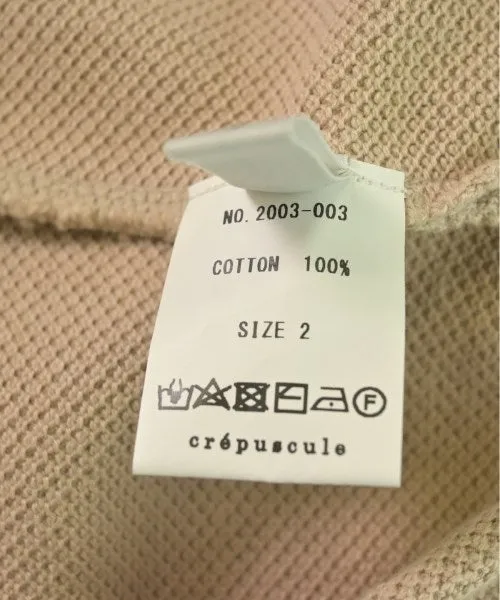 NO. 2003-003
COTTON 100%
SIZE 2
F
crépuscule